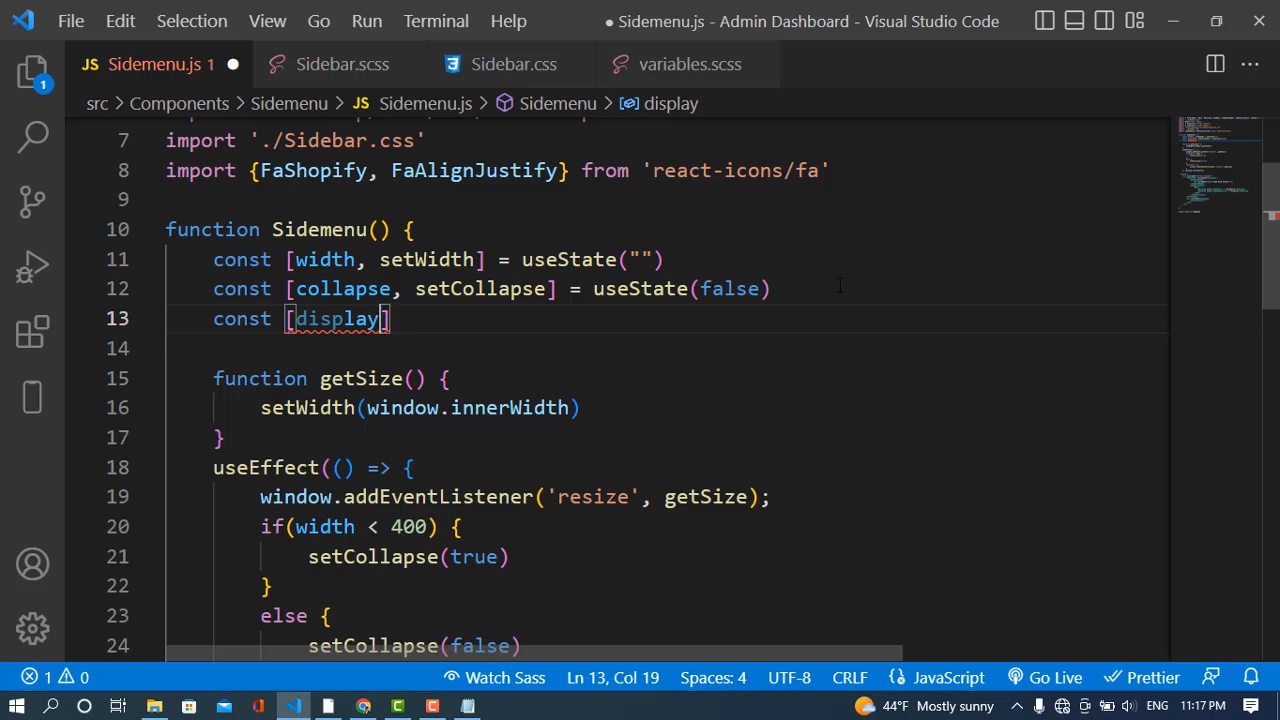 File Edit Selection View Go Run Terminal Help ● Sidemenu.js - Admin Dashboard - Visual Studio Code
JS Sidemenu.js 1 Sidebar.scss Sidebar.css variables.scss
src > Components > Sidemenu > JS Sidemenu.js > Sidemenu > display
1
7 import './Sidebar.css'
8 import {FaShopify, FaAlignJustify} from 'react-icons/fa'
9
10 function Sidemenu() {
11 const [width, setWidth] = useState("")
12 const [collapse, setCollapse] = useState(false)
13 const [display]
14
15 function getSize() {
16 setWidth(window.innerWidth)
17 }
18 useEffect(() => {
19 window.addEventListener('resize', getSize);
20 if(width < 400) {
21 setCollapse(true)
22 }
23 else {
24 setCollapse(false)
1 0 Watch Sass Ln 13, Col 19 Spaces: 4 UTF-8 CRLF JavaScript Go Live Prettier
44°F Mostly sunny ENG 11:17 PM